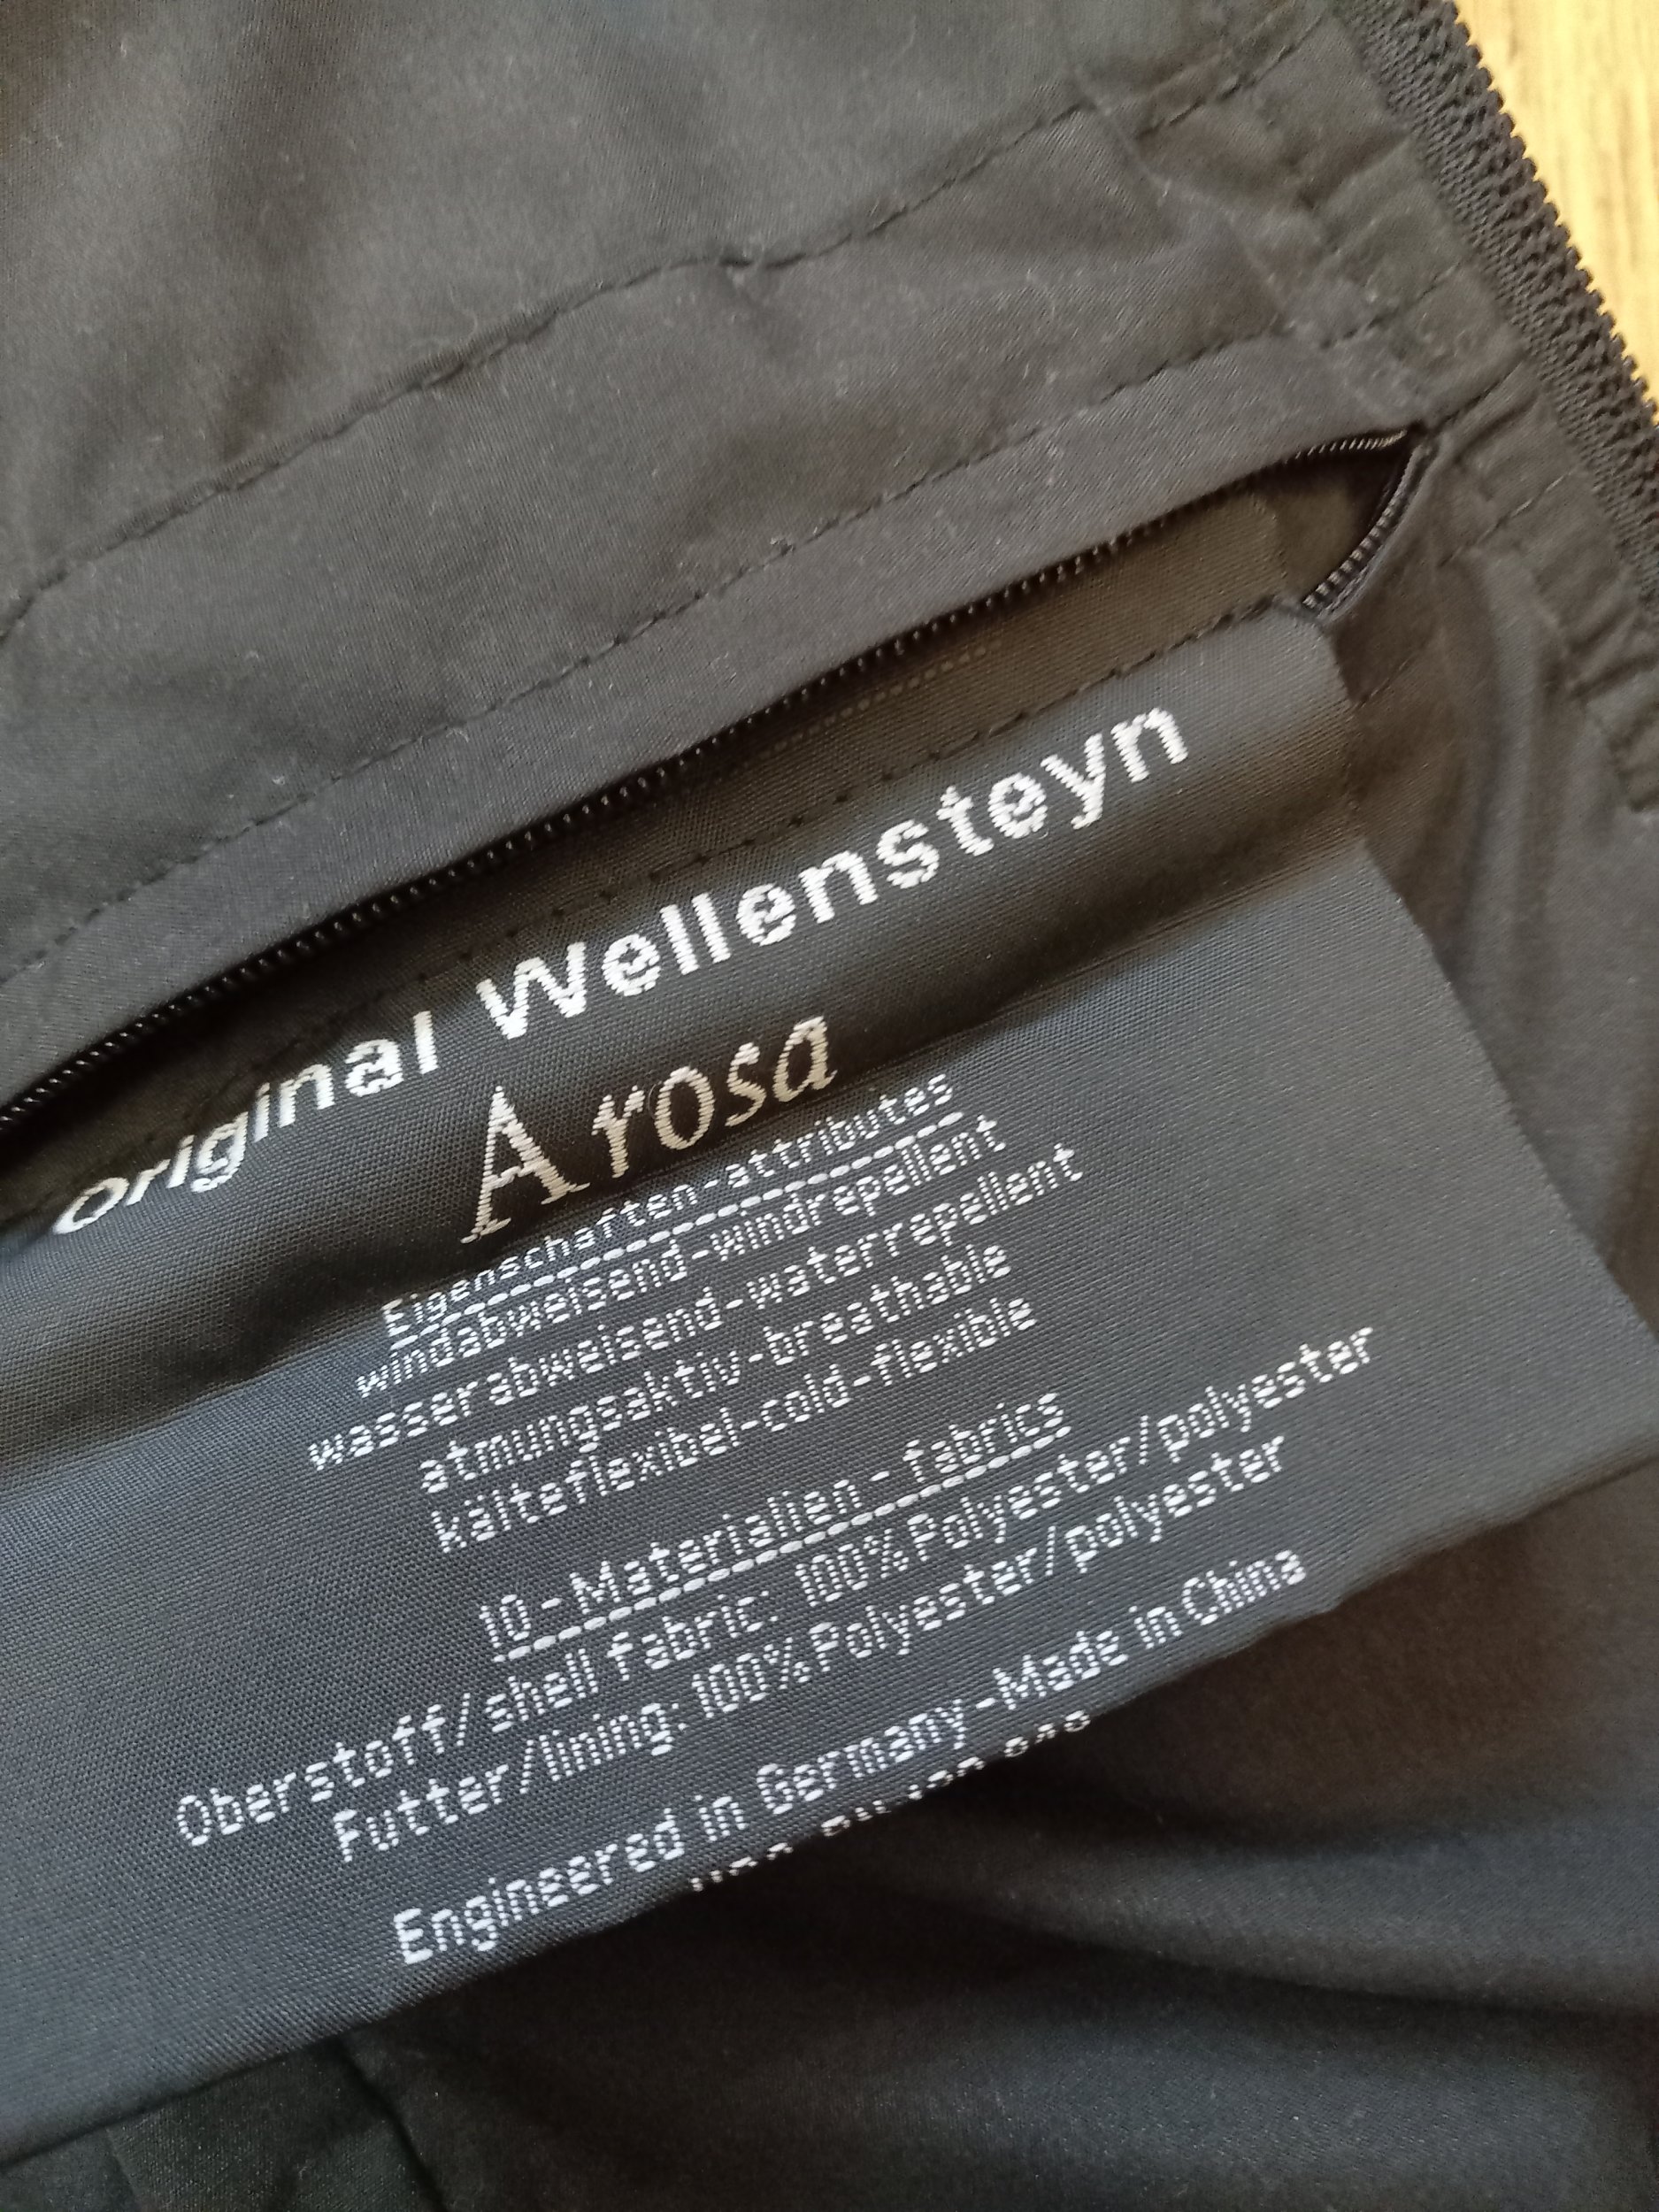 Original Wellensteyn
Arosa
Eigenschaften-attributes
windabweisend-windrepellent
wasserabweisend-waterrepellent
atmungsaktiv-breathable
kälteflexibel-cold-flexible
10-Materialien-fabrics
Oberstoff/shell fabric: 100% Polyester/polyester
Futter/lining: 100% Polyester/polyester
Engineered in Germany-Made in China